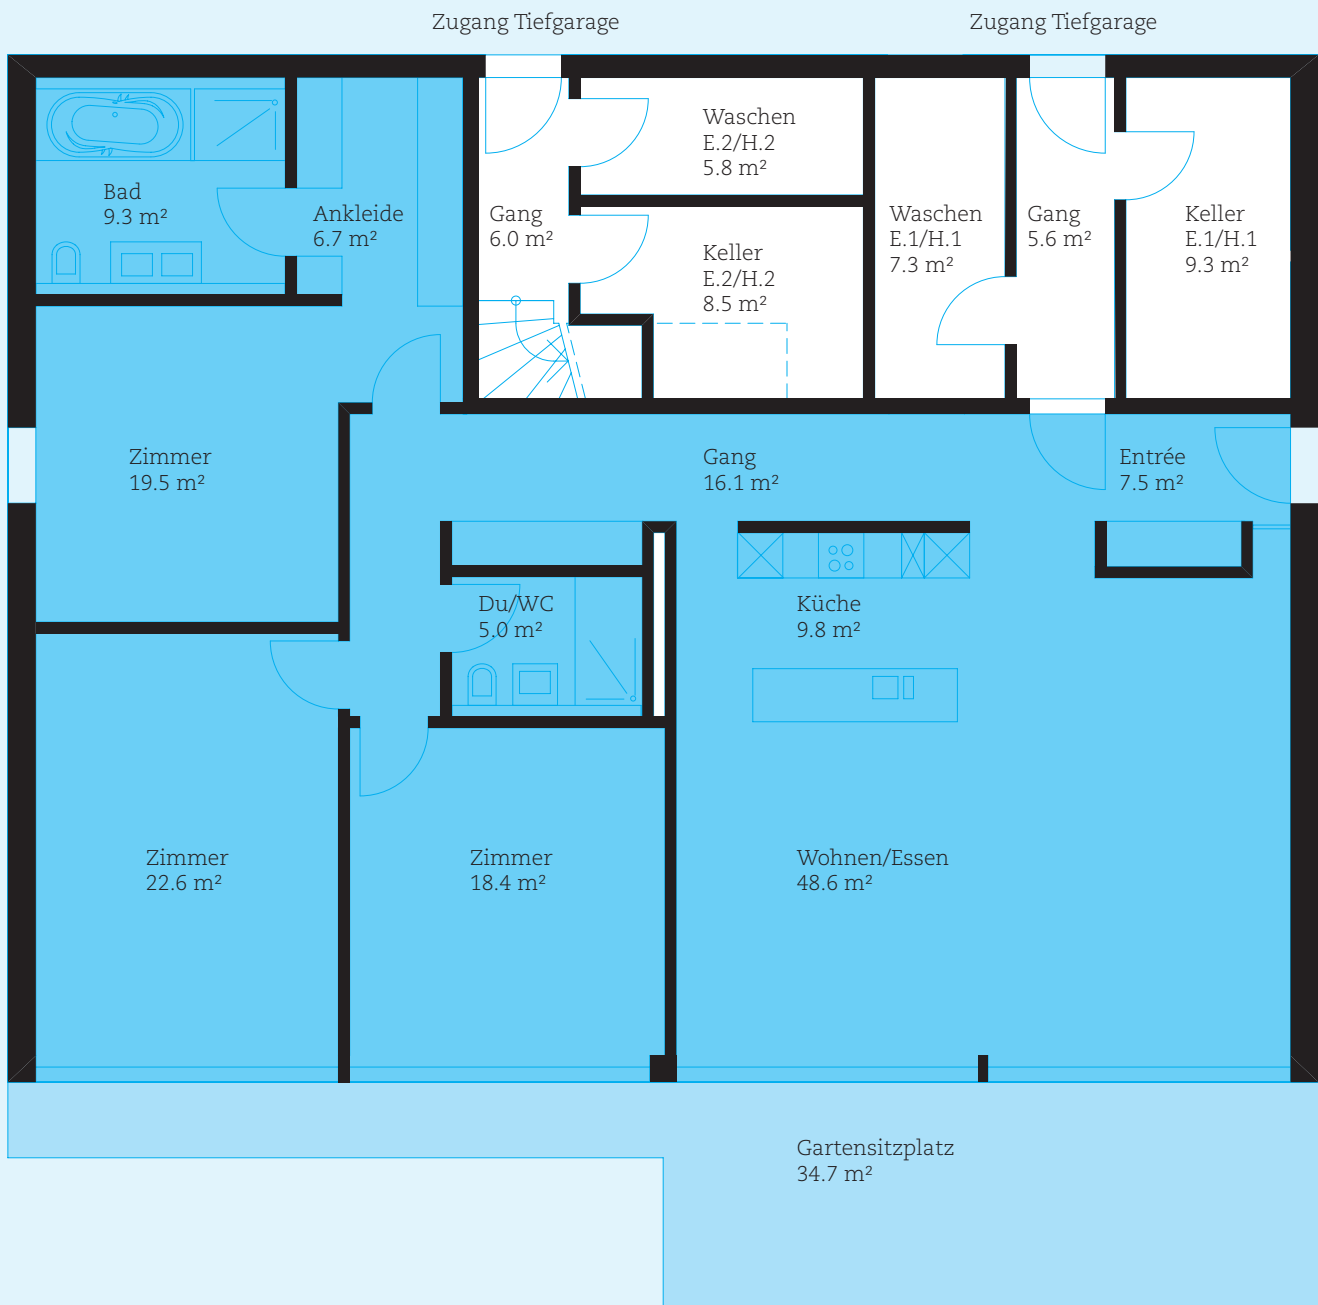 Zugang Tiefgarage
Zugang Tiefgarage
Waschen
E.2/H.2
5.8 m²
Bad
9.3 m²
Ankleide
6.7 m²
Gang
6.0 m²
Keller
E.2/H.2
8.5 m²
Waschen
E.1/H.1
7.3 m²
Gang
5.6 m²
Keller
E.1/H.1
9.3 m²
Zimmer
19.5 m²
Gang
16.1 m²
Entrée
7.5 m²
Du/WC
5.0 m²
Küche
9.8 m²
Zimmer
22.6 m²
Zimmer
18.4 m²
Wohnen/Essen
48.6 m²
Gartensitzplatz
34.7 m²